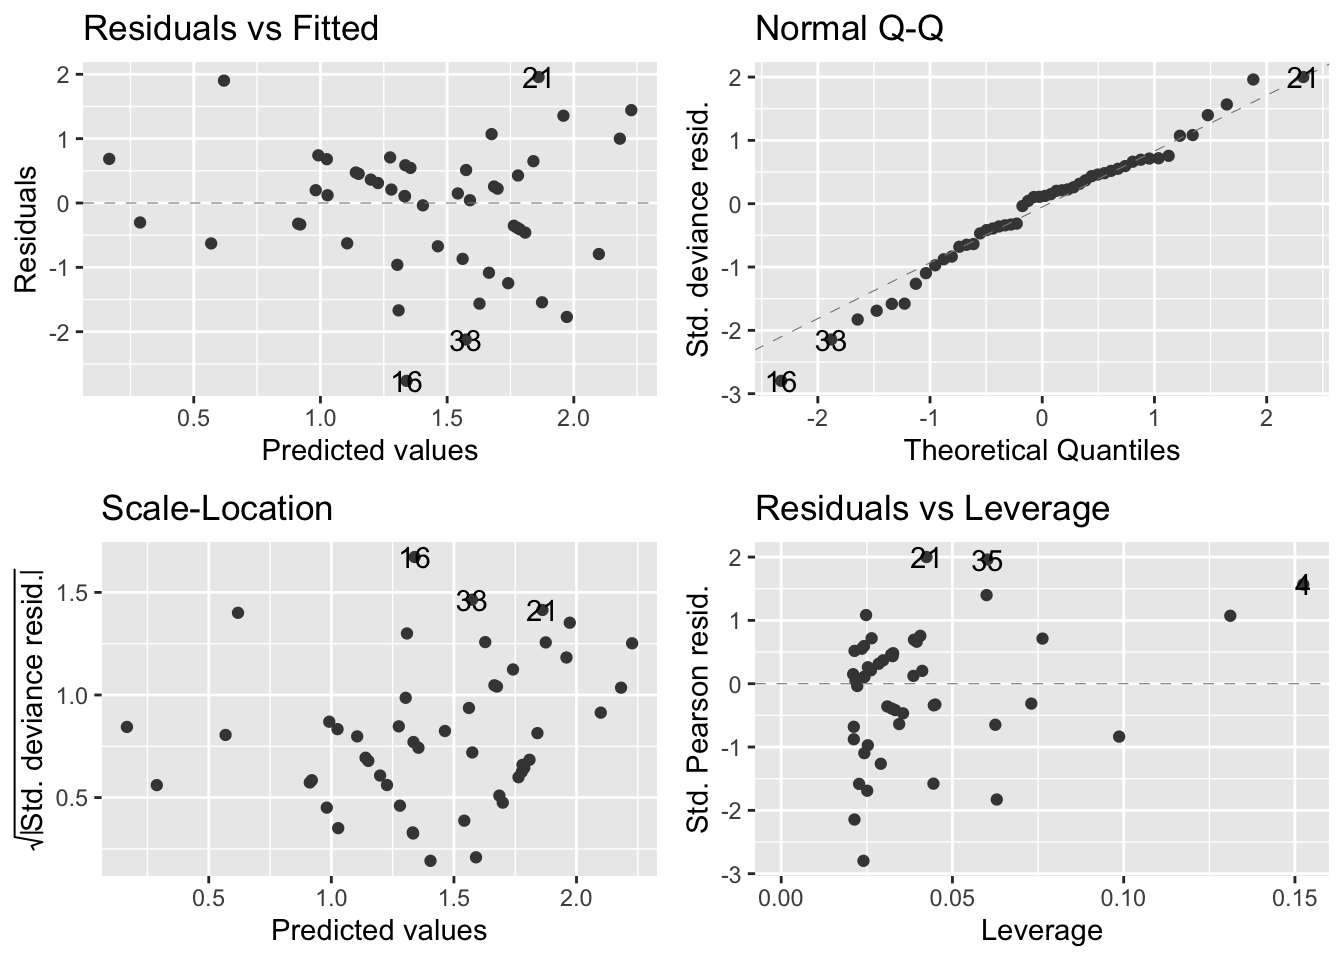 Residuals vs Fitted
Residuals
2
1
0
-1
-2
21
33
16
0.5 1.0 1.5 2.0
Predicted values
Normal Q-Q
Std. deviance resid.
2
1
0
-1
-2
-3
21
33
16
-2 -1 0 1 2
Theoretical Quantiles
Scale-Location
√|Std. deviance resid.|
1.5
1.0
0.5
16
33
21
0.5 1.0 1.5 2.0
Predicted values
Residuals vs Leverage
Std. Pearson resid.
2
1
0
-1
-2
-3
21 35
4
0.00 0.05 0.10 0.15
Leverage